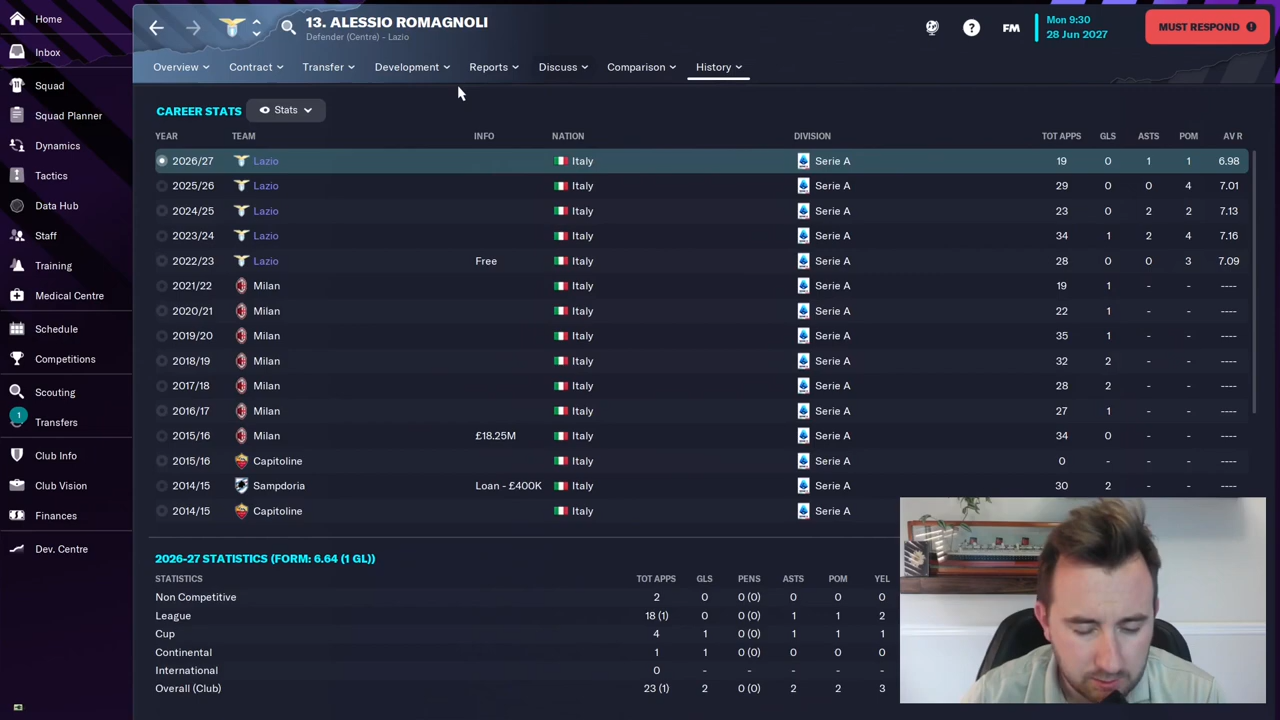 Home
Inbox
Squad
Squad Planner
Dynamics
Tactics
Data Hub
Staff
Training
Medical Centre
Schedule
Competitions
Scouting
1
Transfers
Club Info
Club Vision
Finances
Dev. Centre
13. ALESSIO ROMAGNOLI
Defender (Centre) - Lazio
? FM
Mon 9:30
28 Jun 2027
MUST RESPOND
Overview Contract Transfer Development Reports Discuss Comparison History
CAREER STATS Stats
YEAR TEAM INFO NATION DIVISION TOT APPS GLS ASTS POM AV R
2026/27 Lazio Italy Serie A 19 0 1 1 6.98
2025/26 Lazio Italy Serie A 29 0 0 4 7.01
2024/25 Lazio Italy Serie A 23 0 2 2 7.13
2023/24 Lazio Italy Serie A 34 1 2 4 7.16
2022/23 Lazio Free Italy Serie A 28 0 0 3 7.09
2021/22 Milan Italy Serie A 19 1 - - ----
2020/21 Milan Italy Serie A 22 1 - - ----
2019/20 Milan Italy Serie A 35 1 - - ----
2018/19 Milan Italy Serie A 32 2 - - ----
2017/18 Milan Italy Serie A 28 2 - - ----
2016/17 Milan Italy Serie A 27 1 - - ----
2015/16 Milan £18.25M Italy Serie A 34 0 - - ----
2015/16 Capitoline Italy Serie A 0 - - - ----
2014/15 Sampdoria Loan - £400K Italy Serie A 30 2 - - ----
2014/15 Capitoline Italy Serie A
2026-27 STATISTICS (FORM: 6.64 (1 GL))
STATISTICS TOT APPS GLS PENS ASTS POM YEL
Non Competitive 2 0 0 (0) 0 0 0
League 18 (1) 0 0 (0) 1 1 2
Cup 4 1 0 (0) 1 1 1
Continental 1 1 0 (0) 0 0 0
International 0 - - - - -
Overall (Club) 23 (1) 2 0 (0) 2 2 3